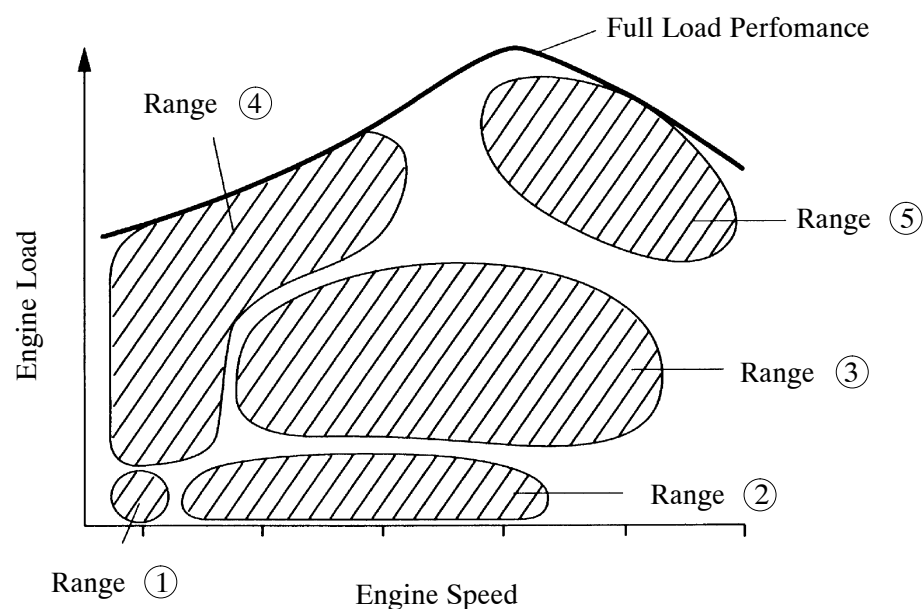 Full Load Perfomance
Range ④
Range ⑤
Engine Load
Range ③
Range ②
Range ①
Engine Speed